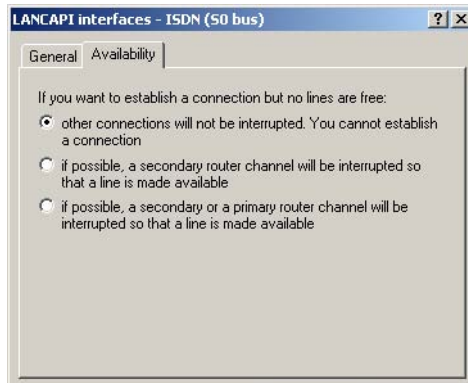 LANCAPI interfaces - ISDN (S0 bus)
General Availability
If you want to establish a connection but no lines are free:
other connections will not be interrupted. You cannot establish
a connection
if possible, a secondary router channel will be interrupted so
that a line is made available
if possible, a secondary or a primary router channel will be
interrupted so that a line is made available